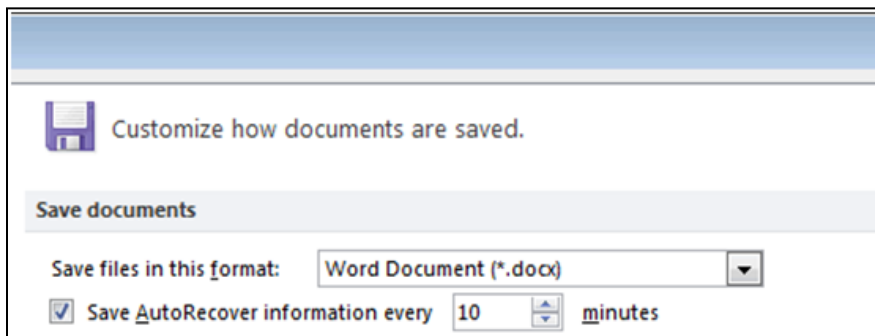 Customize how documents are saved.
Save documents
Save files in this format: Word Document (*.docx)
Save AutoRecover information every 10 minutes